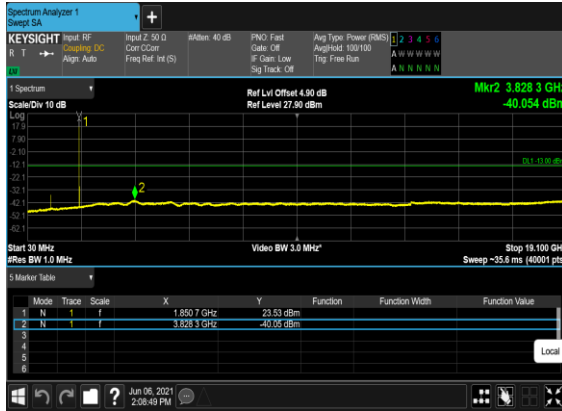 Spectrum Analyzer 1
Swept SA
+
KEYSIGHT Input: RF Input Z: 50 Ω #Atten: 40 dB PNO: Fast Avg Type: Power (RMS) 1 2 3 4 5 6
R T Coupling: DC Corr CCorr Gate: Off Avg|Hold: 100/100 A W W W W W
Align: Auto Freq Ref: Int (S) IF Gain: Low Trig: Free Run
LU Sig Track: Off A N N N N N
1 Spectrum Ref Lvl Offset 4.90 dB Mkr2 3.828 3 GHz
Scale/Div 10 dB Ref Level 27.90 dBm -40.054 dBm
Log
17.9
7.90
-2.10
-12.1
-22.1
-32.1
-42.1
-52.1
-62.1
1
DL1 -13.00 dBm
2
Start 30 MHz Video BW 3.0 MHz* Stop 19.100 GHz
#Res BW 1.0 MHz Sweep ~35.6 ms (40001 pts)
5 Marker Table
Mode Trace Scale X Y Function Function Width Function Value
1 N 1 f 1.850 7 GHz 23.53 dBm
2 N 1 f 3.828 3 GHz -40.05 dBm
3
4
5
6
Local
? Jun 06, 2021
2:08:49 PM